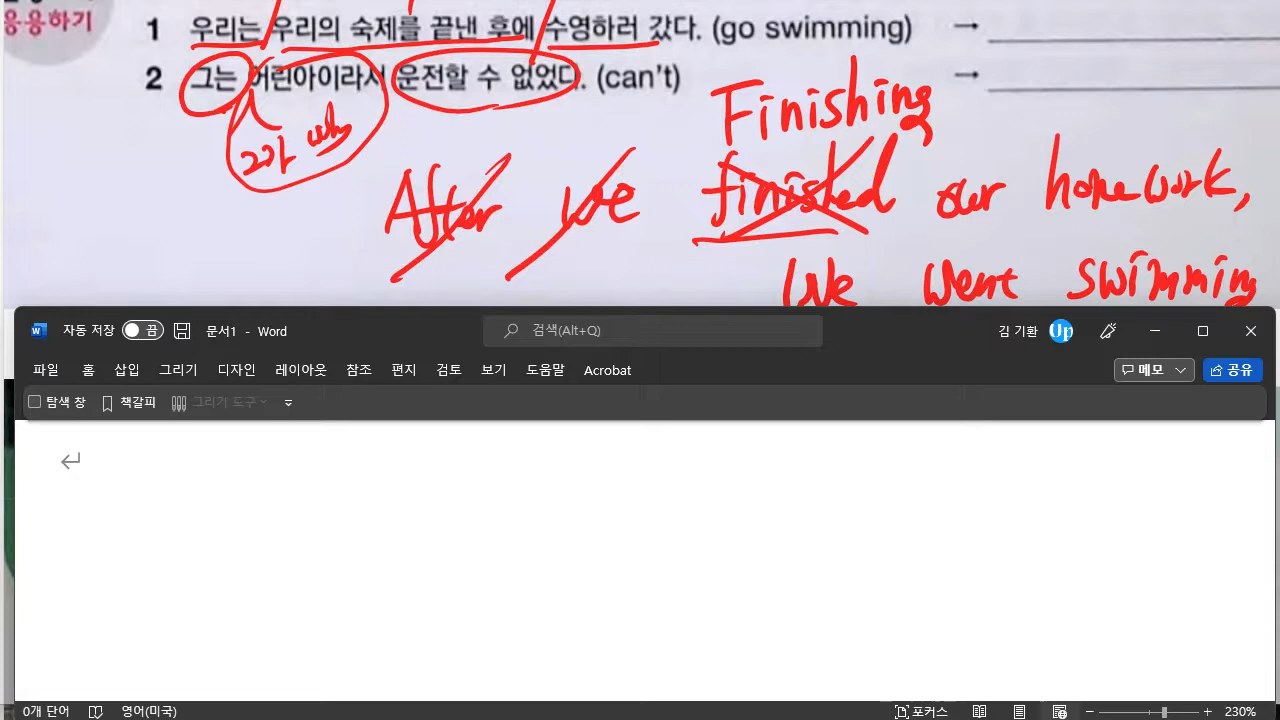 응용하기
1 우리는 우리의 숙제를 끝낸 후에 수영하러 갔다. (go swimming) →
2 그는 어린아이라서 운전할 수 없었다. (can't) →
그가 why
Finishing
After we finished our homework,
We went swimming
자동 저장 끔 문서1 - Word 검색(Alt+Q) 김 기환 Up
파일 홈 삽입 그리기 디자인 레이아웃 참조 편지 검토 보기 도움말 Acrobat 메모 공유
탐색 창 책갈피 그리기 도구
0개 단어 영어(미국) 포커스 230%